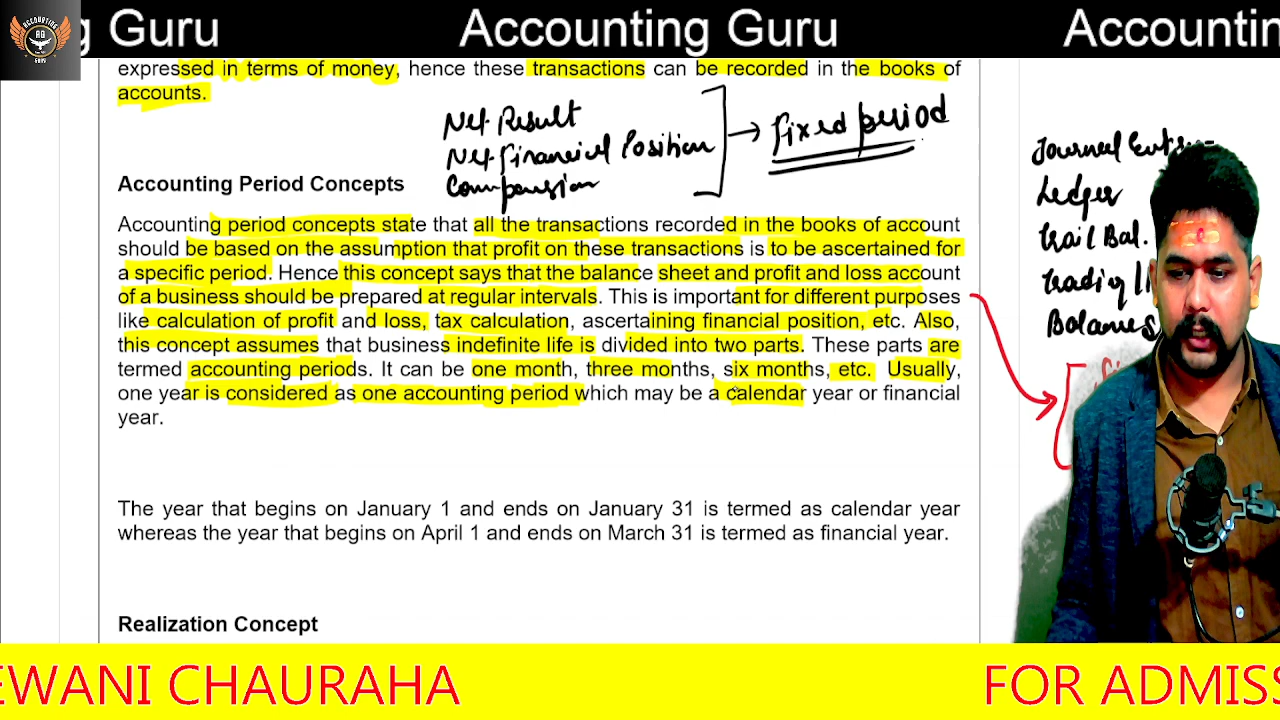 Accounting Guru
Accounting Guru
Accountin
ACCOUNTING
AG
expressed in terms of money, hence these transactions can be recorded in the books of
accounts.
Net Result
Net Financial Position
fixed period
Accounting Period Concepts
Accounting period concepts state that all the transactions recorded in the books of account
should be based on the assumption that profit on these transactions is to be ascertained for
a specific period. Hence this concept says that the balance sheet and profit and loss account
of a business should be prepared at regular intervals. This is important for different purposes
like calculation of profit and loss, tax calculation, ascertaining financial position, etc. Also,
this concept assumes that business indefinite life is divided into two parts. These parts are
termed accounting periods. It can be one month, three months, six months, etc. Usually,
one year is considered as one accounting period which may be a calendar year or financial
year.
The year that begins on January 1 and ends on January 31 is termed as calendar year
whereas the year that begins on April 1 and ends on March 31 is termed as financial year.
Realization Concept
Journal
Ledger
Trail Bal.
Trading
EWANI CHAURAHA
FOR ADMISS